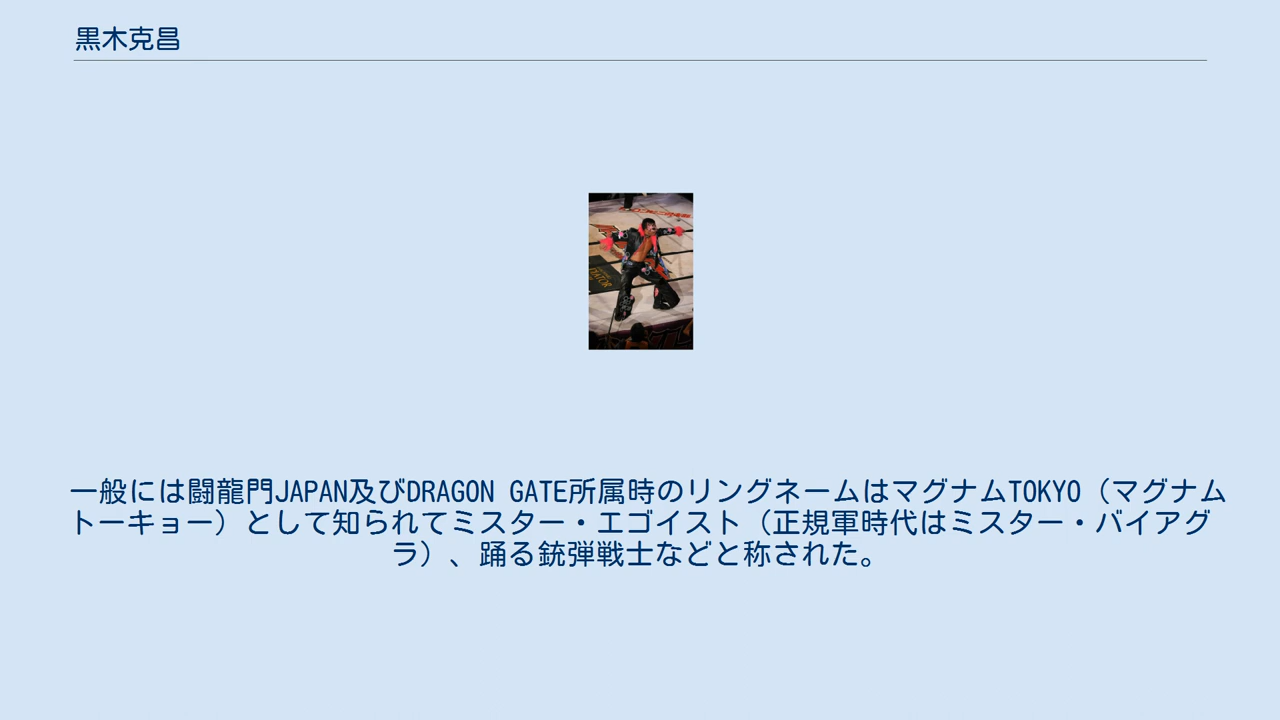 黒木克昌
一般には闘龍門JAPAN及びDRAGON GATE所属時のリングネームはマグナムTOKYO（マグナム
トーキョー）として知られてミスター・エゴイスト（正規軍時代はミスター・バイアグ
ラ）、踊る銃弾戦士などと称された。